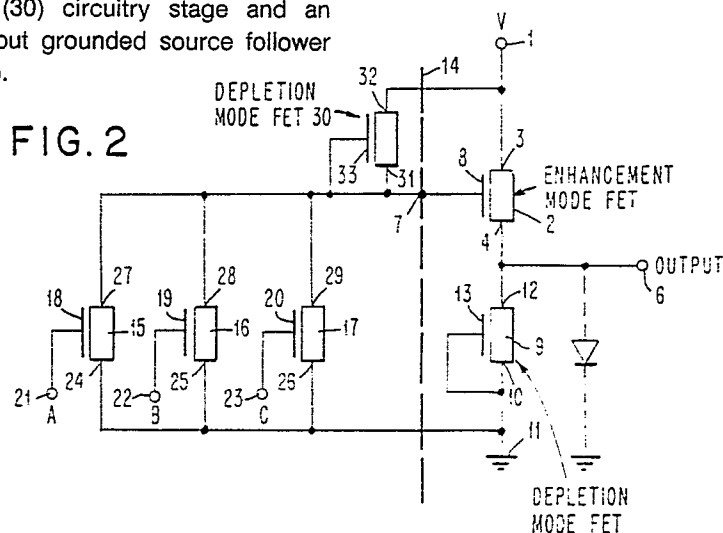 (30) circuitry stage and an
out grounded source follower
).
FIG. 2
V
1
14
32
DEPLETION
MODE FET 30
33
31
3
8
ENHANCEMENT
MODE FET
2
7
4
OUTPUT
6
27
28
29
18
19
20
15
16
17
13
12
9
24
25
26
10
21
A
22
B
23
C
11
DEPLETION
MODE FET